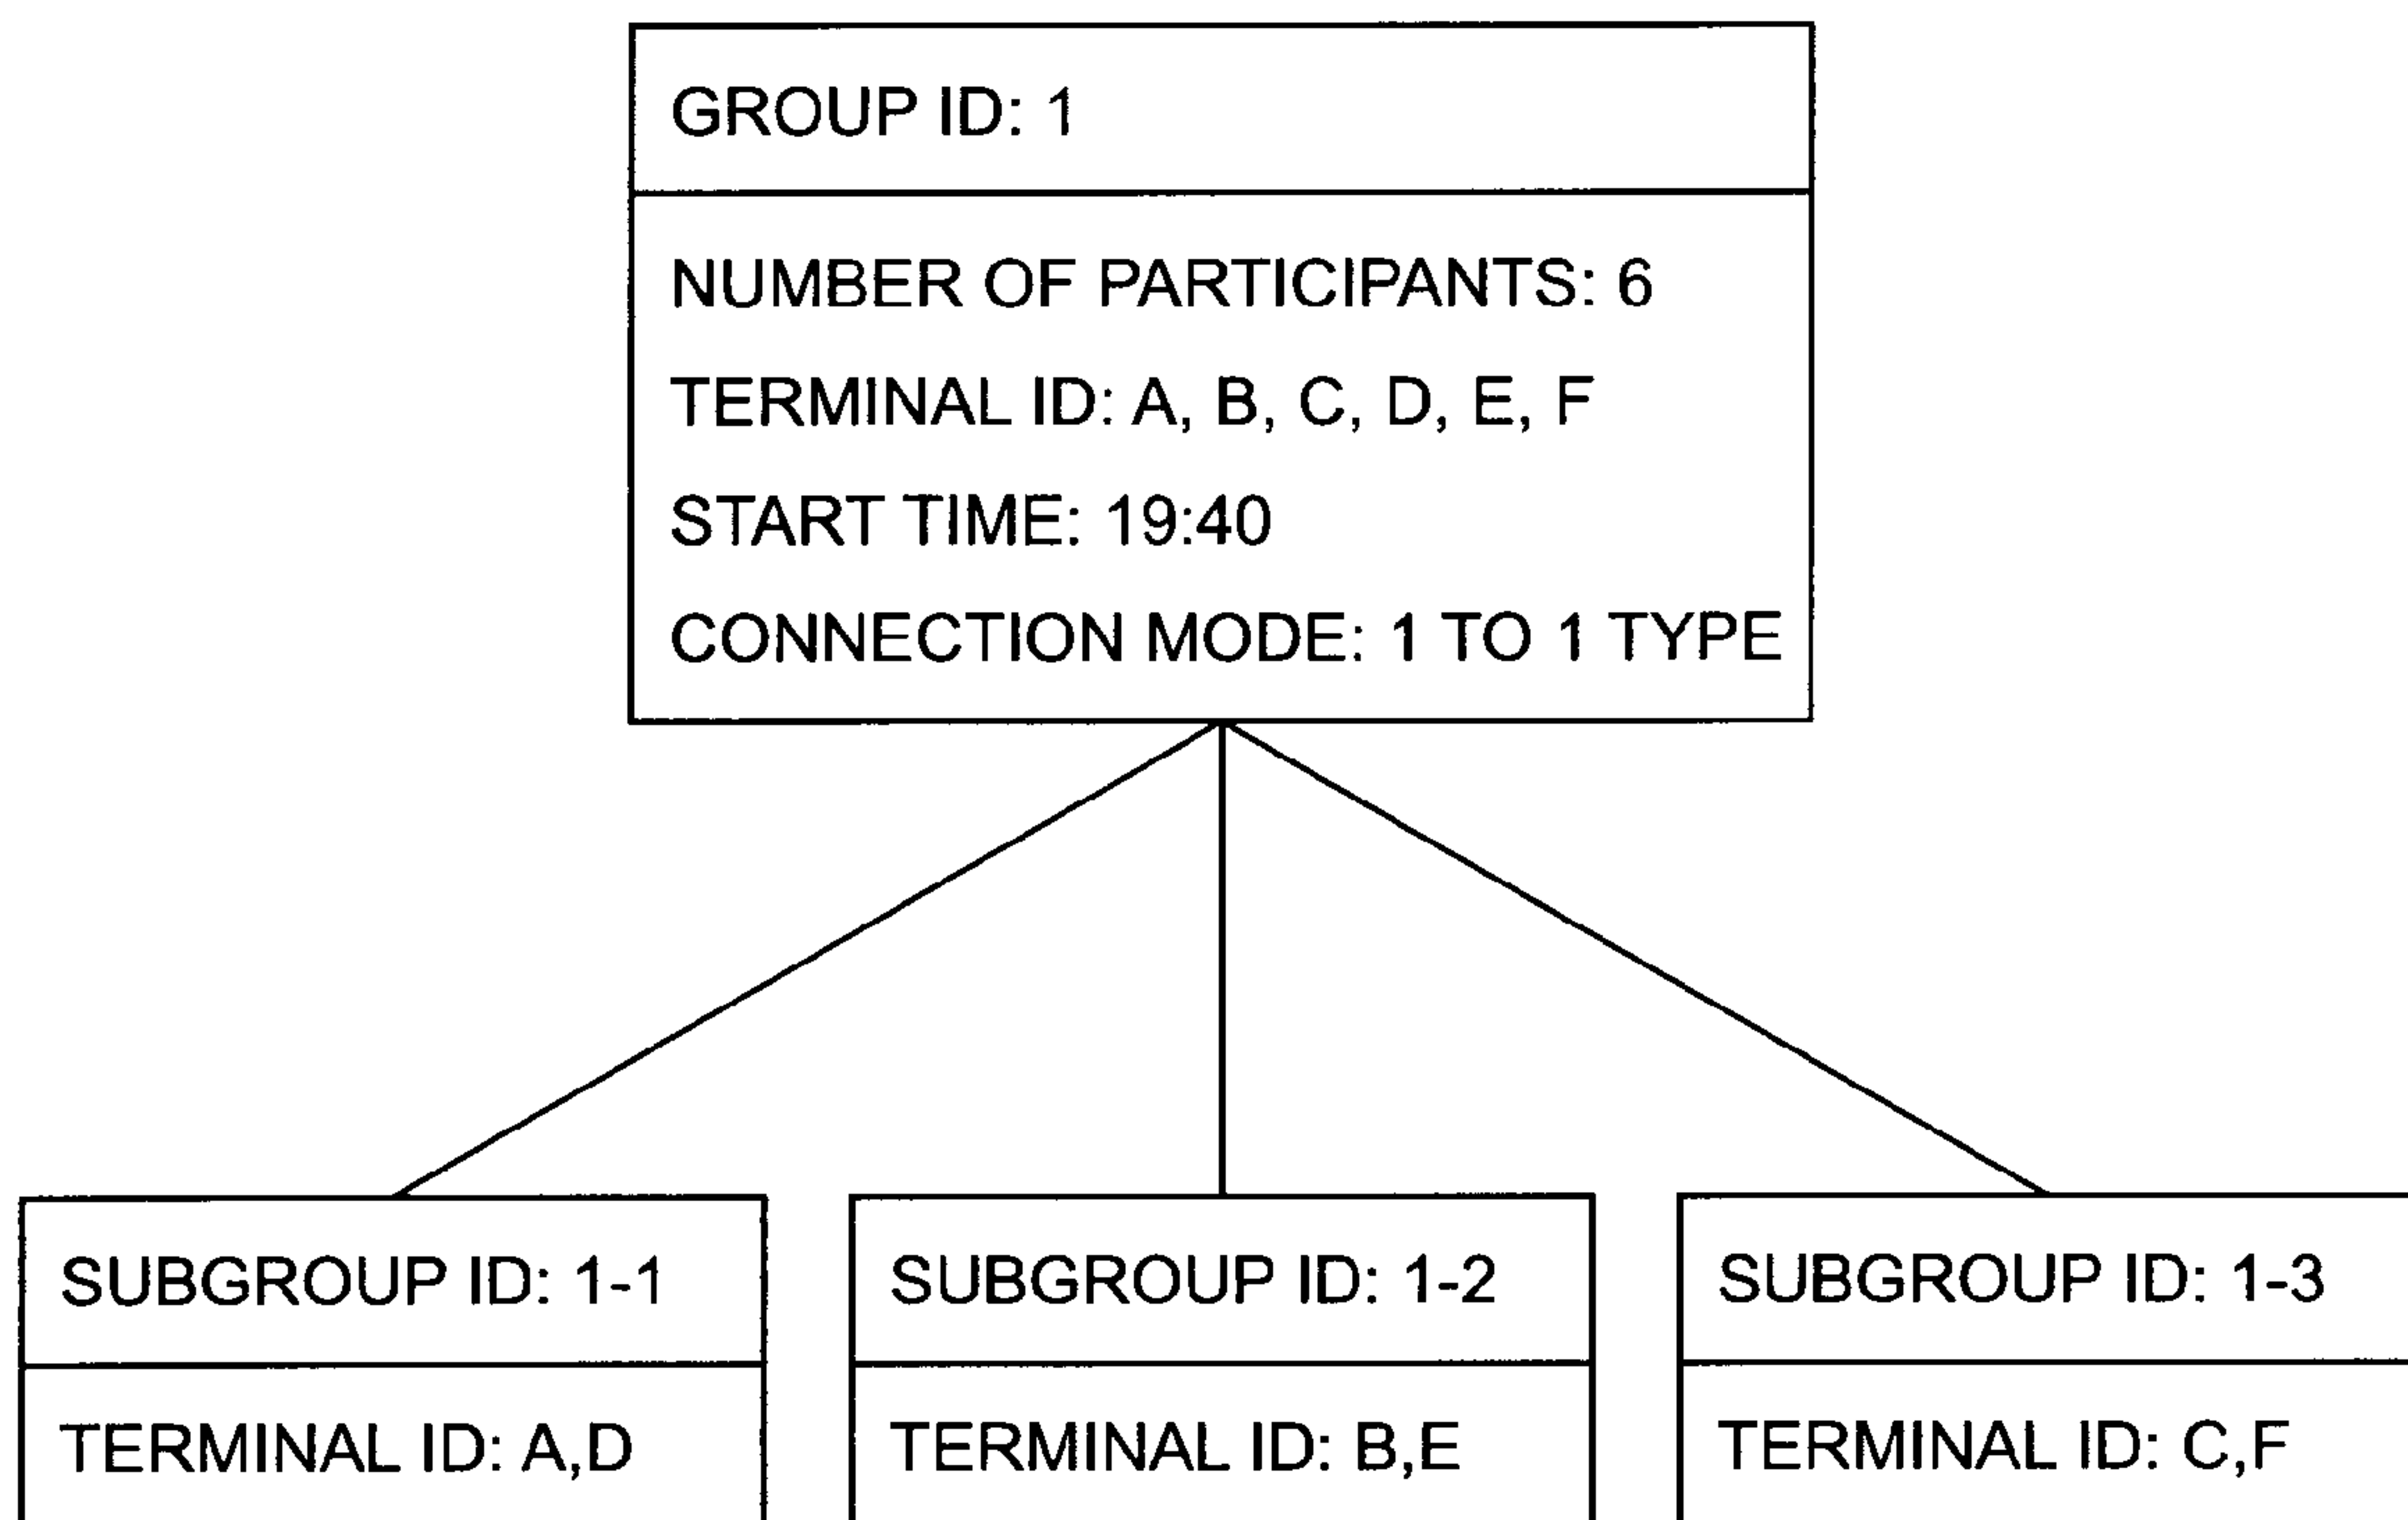 GROUP ID: 1
NUMBER OF PARTICIPANTS: 6
TERMINAL ID: A, B, C, D, E, F
START TIME: 19:40
CONNECTION MODE: 1 TO 1 TYPE
SUBGROUP ID: 1-1
TERMINAL ID: A,D
SUBGROUP ID: 1-2
TERMINAL ID: B,E
SUBGROUP ID: 1-3
TERMINAL ID: C,F